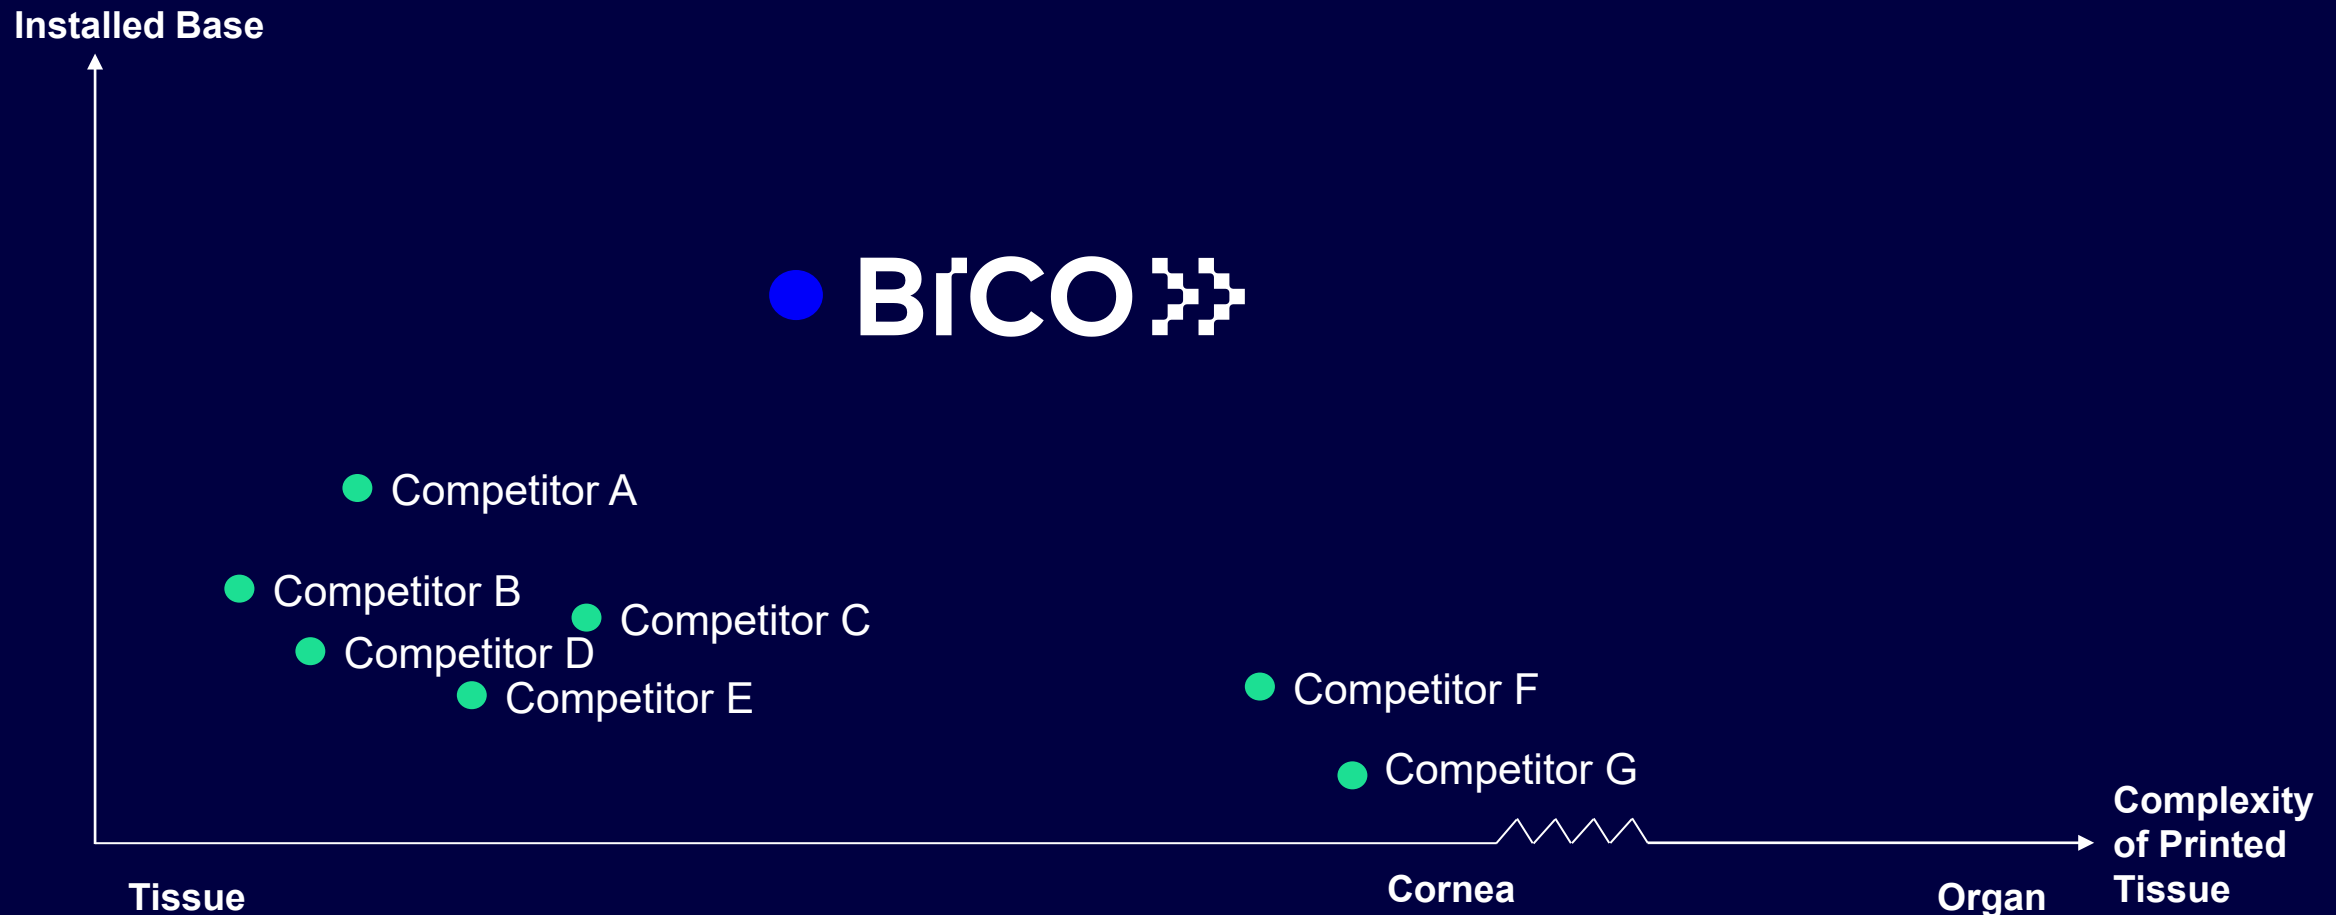 Installed Base
BICO
Competitor A
Competitor B
Competitor C
Competitor D
Competitor E
Competitor F
Competitor G
Complexity
of Printed
Tissue
Tissue
Cornea
Organ